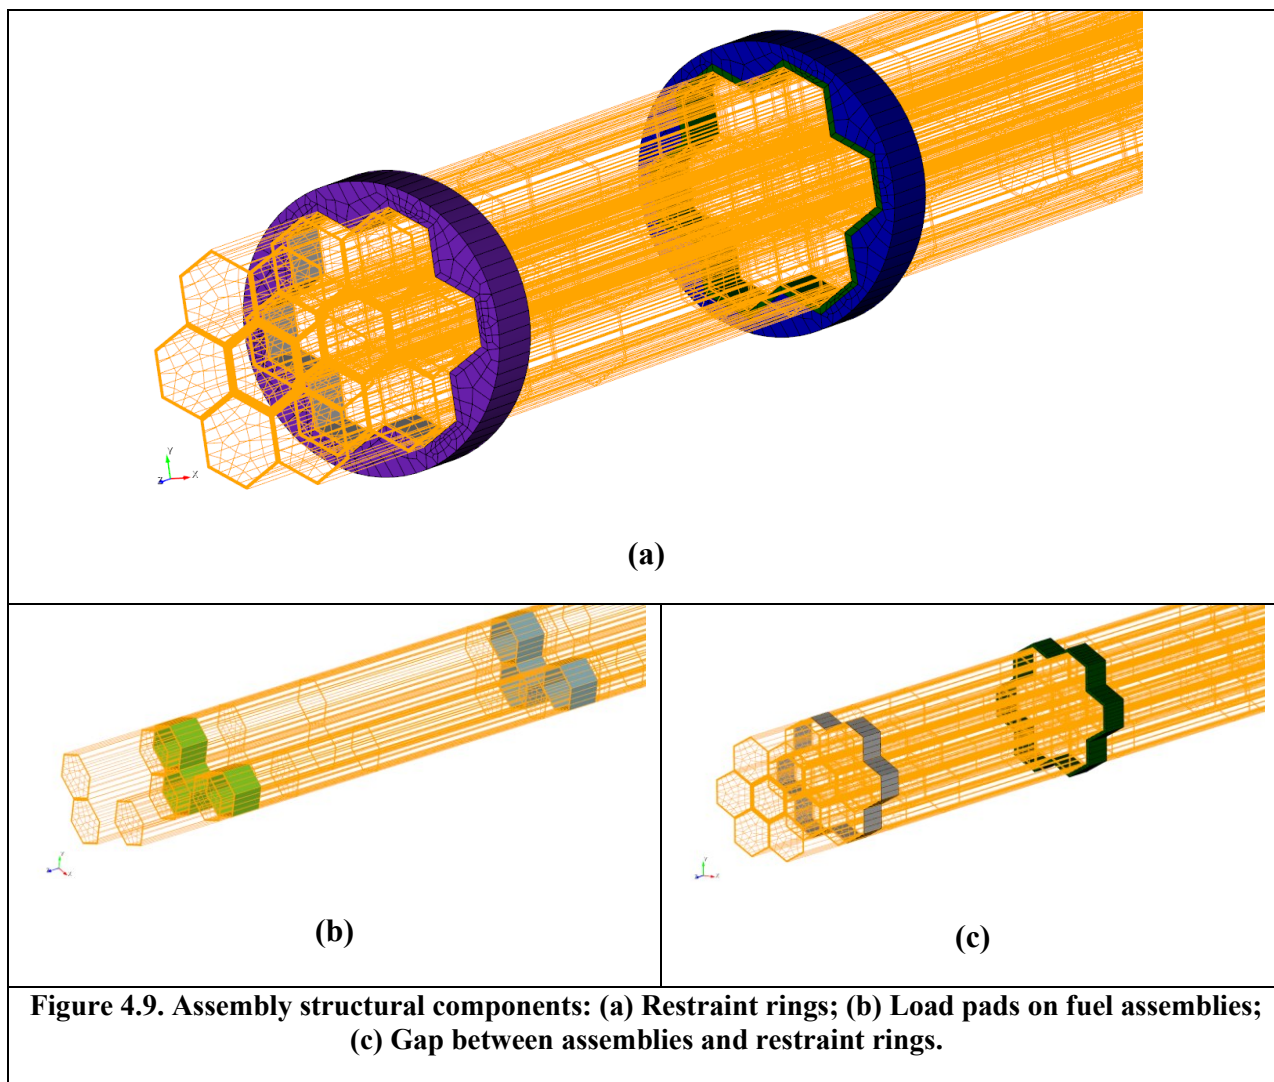 Y
Z
X
(a)
Y
X
(b)
Y
X
(c)
Figure 4.9. Assembly structural components: (a) Restraint rings; (b) Load pads on fuel assemblies;
(c) Gap between assemblies and restraint rings.